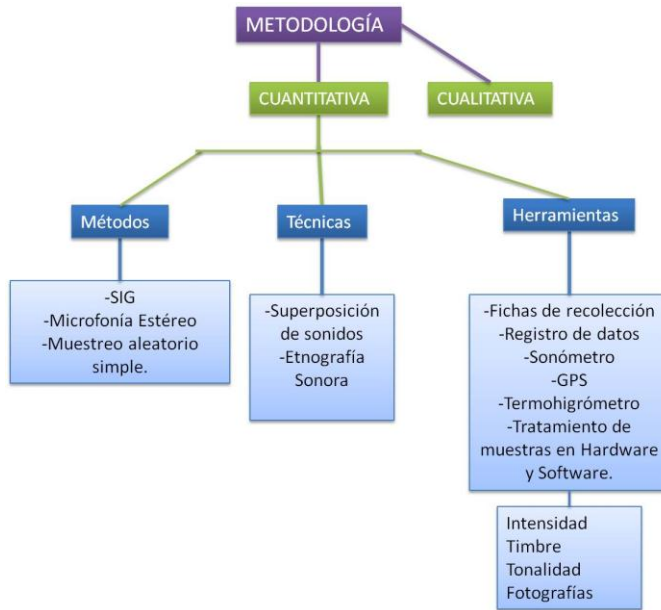 METODOLOGÍA
CUANTITATIVA
CUALITATIVA
Métodos
Técnicas
Herramientas
-SIG
-Microfonía Estéreo
-Muestreo aleatorio
simple.
-Superposición
de sonidos
-Etnografía
Sonora
-Fichas de recolección
-Registro de datos
-Sonómetro
-GPS
-Termohigrómetro
-Tratamiento de
muestras en Hardware
y Software.
Intensidad
Timbre
Tonalidad
Fotografías